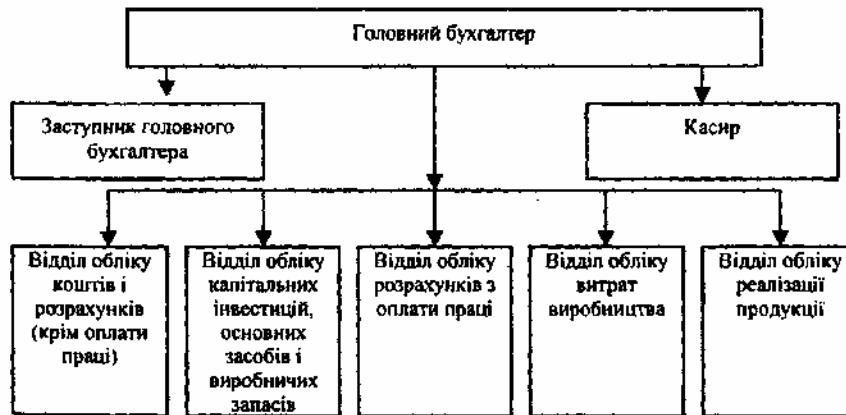 Головний бухгалтер
Заступник головного
бухгалтера
Касир
Відділ обліку
коштів і
розрахунків
(крім оплати
праці)
Відділ обліку
капітальних
інвестицій,
основних
засобів і
виробничих
запасів
Відділ обліку
розрахунків з
оплати праці
Відділ обліку
витрат
виробництва
Відділ обліку
реалізації
продукції